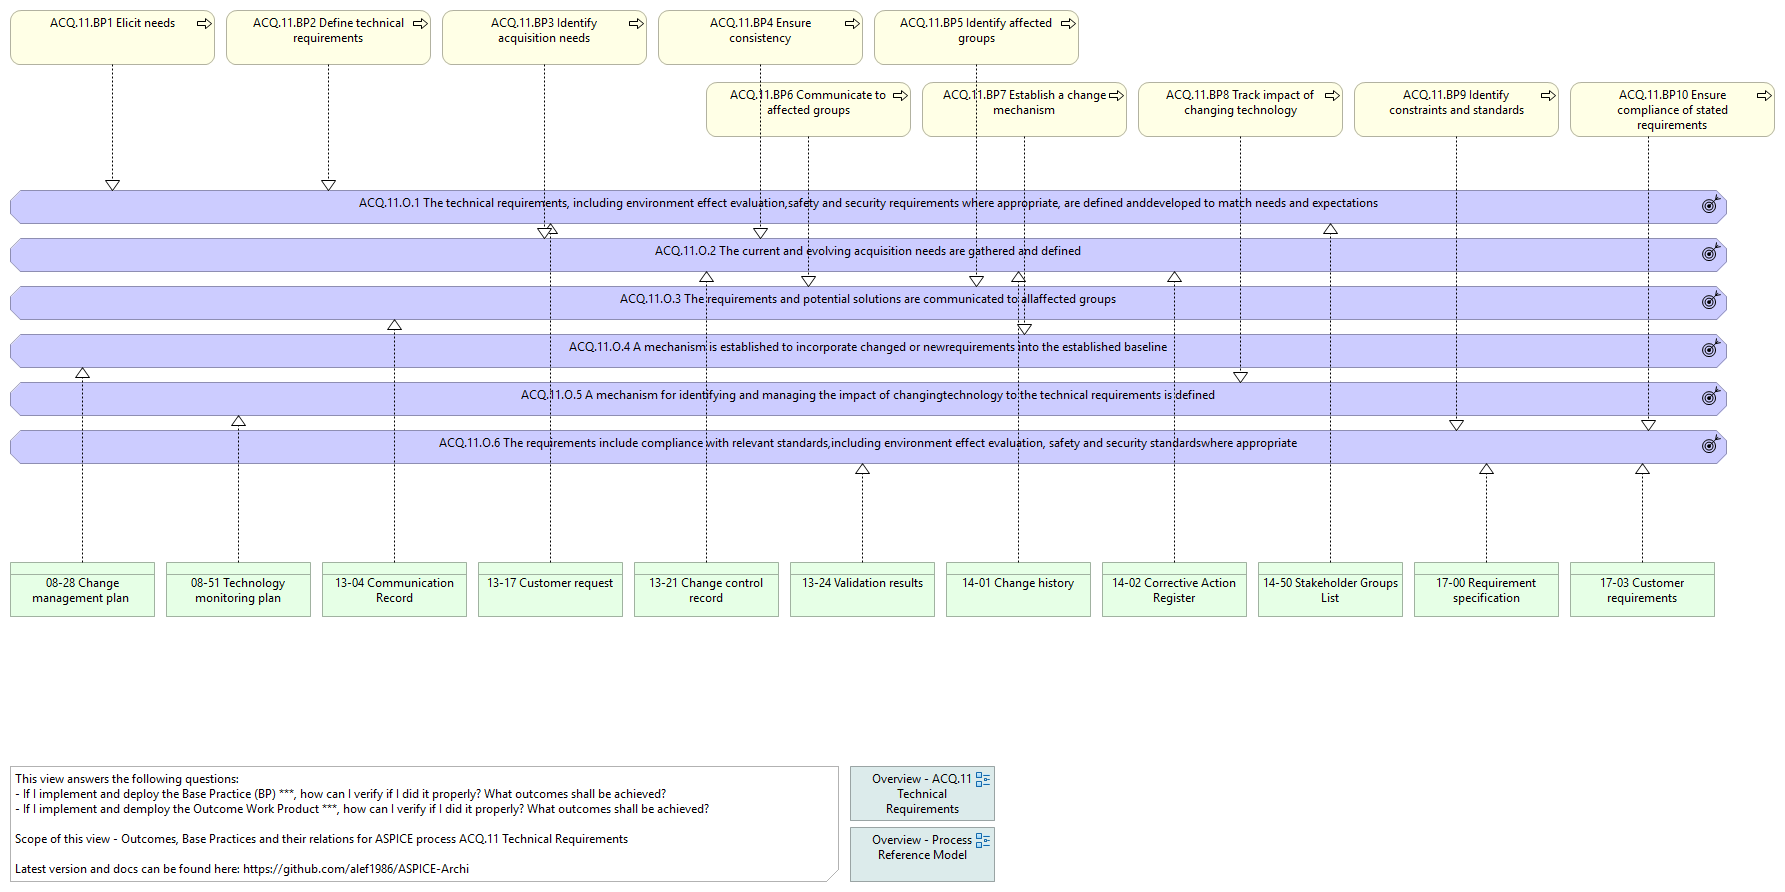 ACQ.11.BP1 Elicit needs
ACQ.11.BP2 Define technical
requirements
ACQ.11.BP3 Identify
acquisition needs
ACQ.11.BP4 Ensure
consistency
ACQ.11.BP5 Identify affected
groups
ACQ.11.BP6 Communicate to
affected groups
ACQ.11.BP7 Establish a change
mechanism
ACQ.11.BP8 Track impact of
changing technology
ACQ.11.BP9 Identify
constraints and standards
ACQ.11.BP10 Ensure
compliance of stated
requirements
ACQ.11.O.1 The technical requirements, including environment effect evaluation,safety and security requirements where appropriate, are defined anddeveloped to match needs and expectations
ACQ.11.O.2 The current and evolving acquisition needs are gathered and defined
ACQ.11.O.3 The requirements and potential solutions are communicated to allaffected groups
ACQ.11.O.4 A mechanism is established to incorporate changed or newrequirements into the established baseline
ACQ.11.O.5 A mechanism for identifying and managing the impact of changingtechnology to the technical requirements is defined
ACQ.11.O.6 The requirements include compliance with relevant standards,including environment effect evaluation, safety and security standardswhere appropriate
08-28 Change
management plan
08-51 Technology
monitoring plan
13-04 Communication
Record
13-17 Customer request
13-21 Change control
record
13-24 Validation results
14-01 Change history
14-02 Corrective Action
Register
14-50 Stakeholder Groups
List
17-00 Requirement
specification
17-03 Customer
requirements
This view answers the following questions:
- If I implement and deploy the Base Practice (BP) ***, how can I verify if I did it properly? What outcomes shall be achieved?
- If I implement and demploy the Outcome Work Product ***, how can I verify if I did it properly? What outcomes shall be achieved?
Scope of this view - Outcomes, Base Practices and their relations for ASPICE process ACQ.11 Technical Requirements
Latest version and docs can be found here: https://github.com/alef1986/ASPICE-Archi
Overview - ACQ.11
Technical
Requirements
Overview - Process
Reference Model